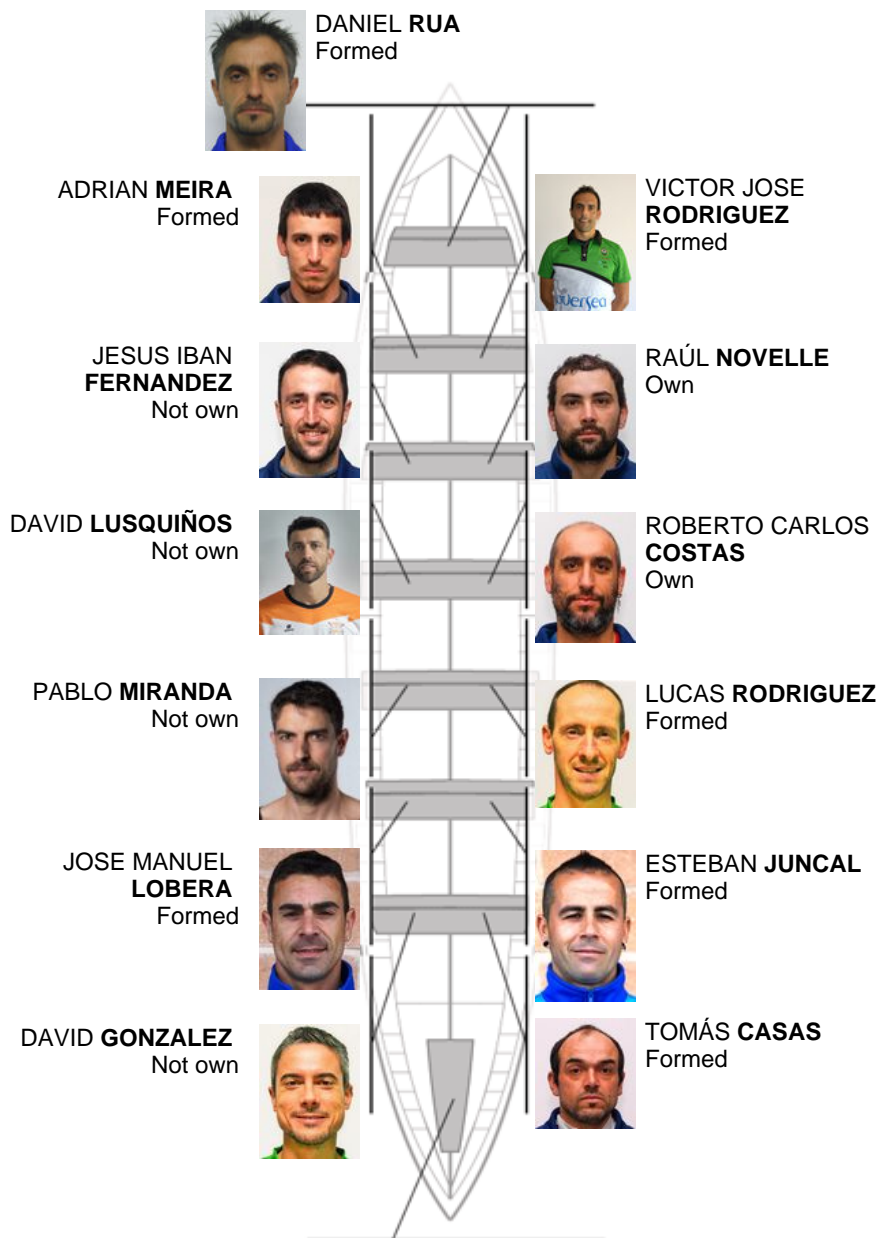 DANIEL RUA
Formed
ADRIAN MEIRA
Formed
VICTOR JOSE
RODRIGUEZ
Formed
JESUS IBAN
FERNANDEZ
Not own
RAÚL NOVELLE
Own
DAVID LUSQUIÑOS
Not own
ROBERTO CARLOS
COSTAS
Own
PABLO MIRANDA
Not own
LUCAS RODRIGUEZ
Formed
JOSE MANUEL
LOBERA
Formed
ESTEBAN JUNCAL
Formed
DAVID GONZALEZ
Not own
TOMÁS CASAS
Formed